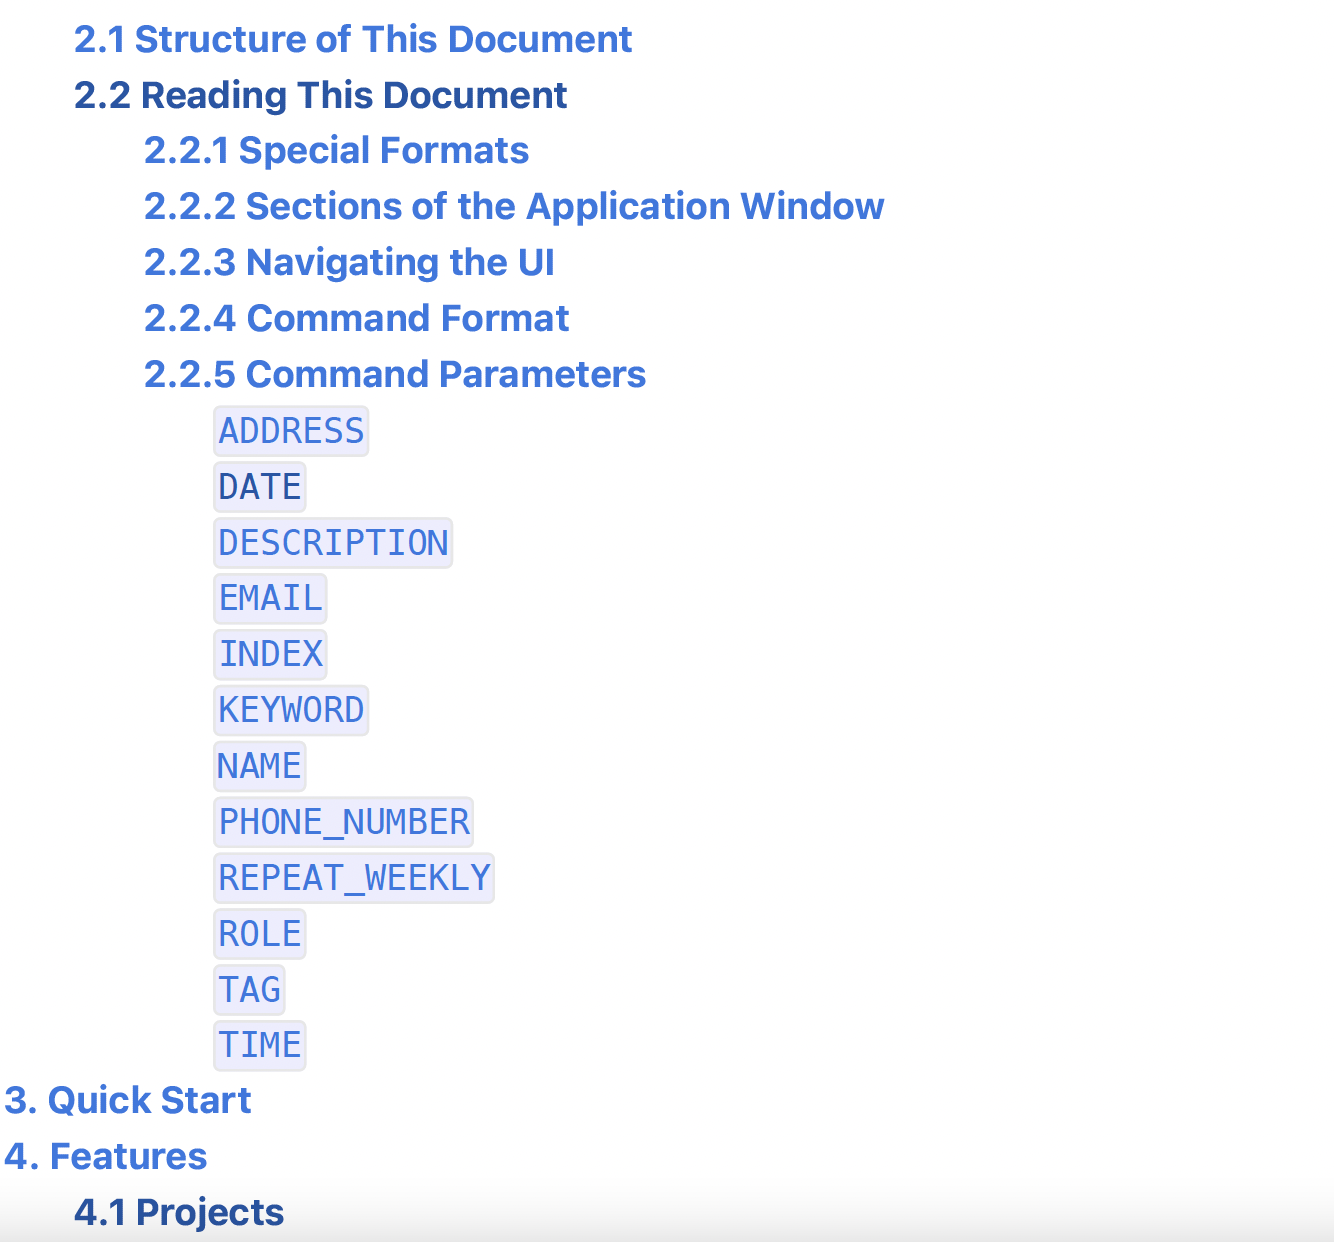 2.1 Structure of This Document
2.2 Reading This Document
2.2.1 Special Formats
2.2.2 Sections of the Application Window
2.2.3 Navigating the UI
2.2.4 Command Format
2.2.5 Command Parameters
ADDRESS
DATE
DESCRIPTION
EMAIL
INDEX
KEYWORD
NAME
PHONE_NUMBER
REPEAT_WEEKLY
ROLE
TAG
TIME
3. Quick Start
4. Features
4.1 Projects